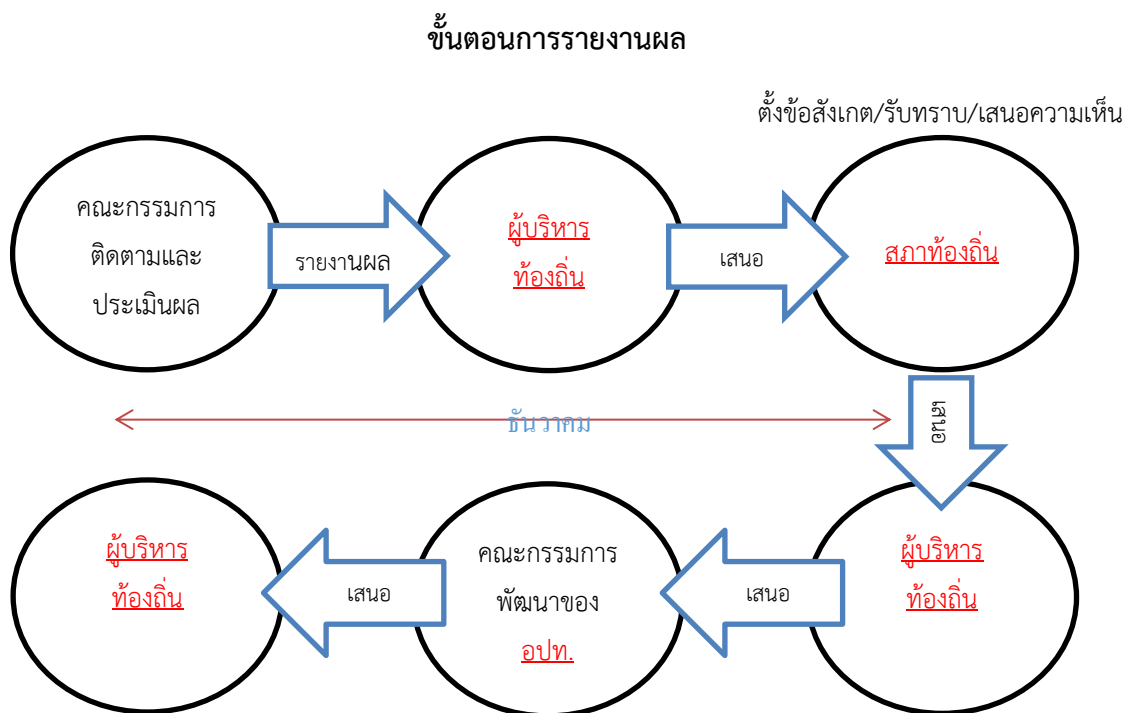 ขั้นตอนการรายงานผล
ตั้งข้อสังเกต/รับทราบ/เสนอความเห็น
คณะกรรมการ
ติดตามและ
ประเมินผล
รายงานผล
ผู้บริหาร
ท้องถิ่น
เสนอ
สภาท้องถิ่น
เสนอ
ธันวาคม
ผู้บริหาร
ท้องถิ่น
เสนอ
คณะกรรมการ
พัฒนาของ
อปท.
เสนอ
ผู้บริหาร
ท้องถิ่น